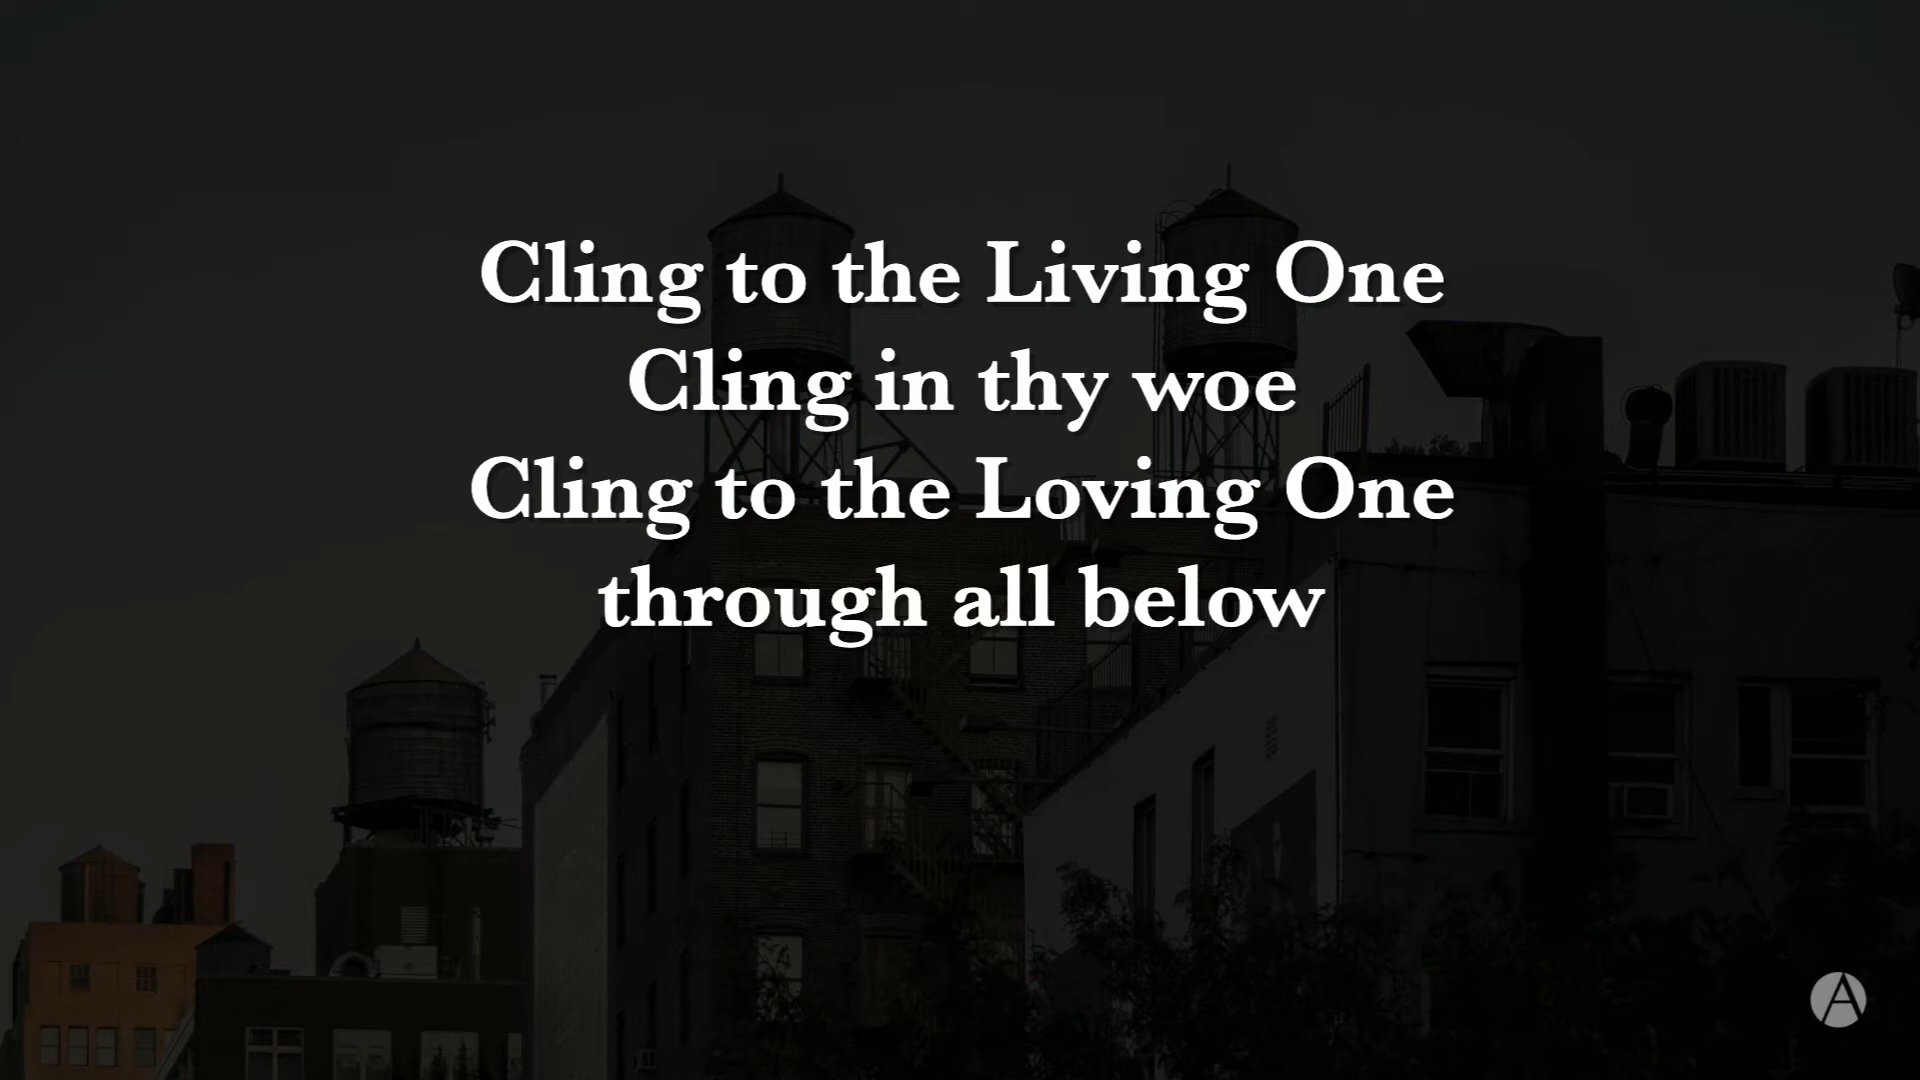 Cling to the Living One
Cling in thy woe
Cling to the Loving One
through all below
A